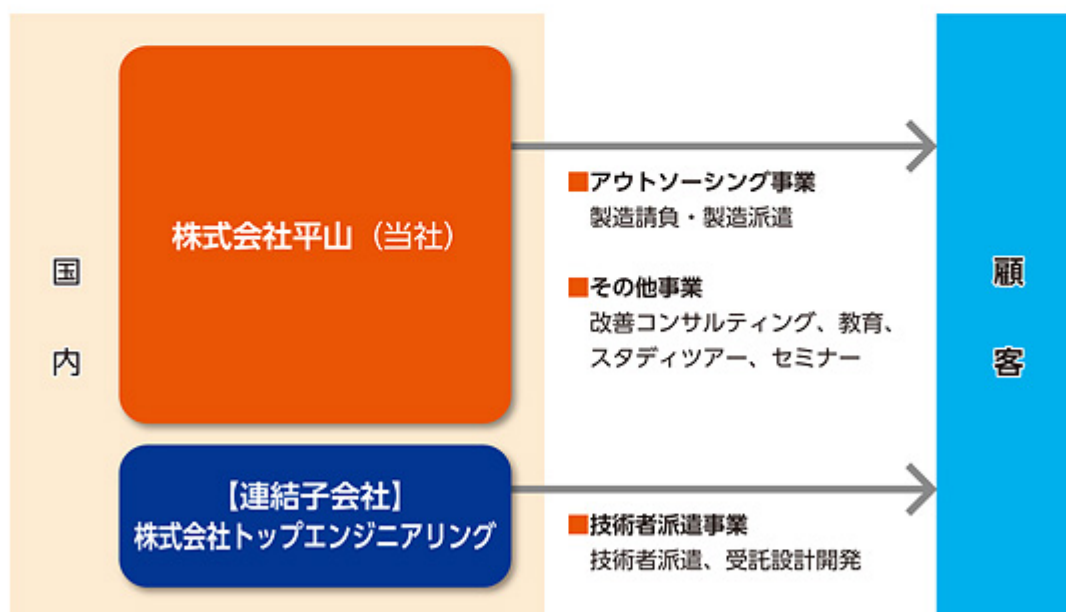 国内
株式会社平山（当社）
■アウトソーシング事業
製造請負・製造派遣
■その他事業
改善コンサルティング、教育、
スタディツアー、セミナー
【連結子会社】
株式会社トップエンジニアリング
■技術者派遣事業
技術者派遣、受託設計開発
顧客